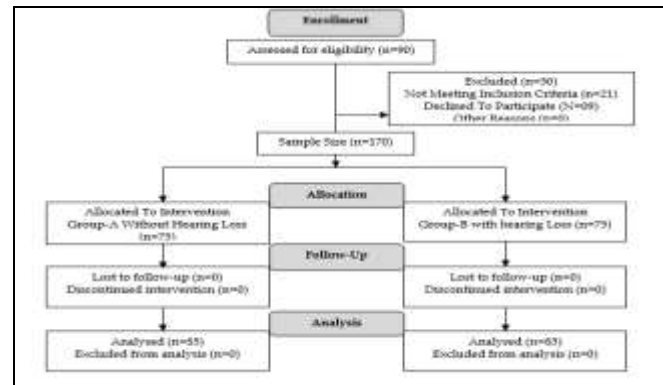 Enrollment
Assessed for eligibility (n=90)
Excluded (n=30)
Not Meeting Inclusion Criteria (n=21)
Declined To Participate (N=09)
Other Reasons (n=0)
Sample Size (n=170)
Allocation
Allocated To Intervention
Group-A Without Hearing Loss
(n=75)
Allocated To Intervention
Group-B with hearing Loss (n=75)
Follow-Up
Lost to follow-up (n=0)
Discontinued intervention (n=0)
Lost to follow-up (n=0)
Discontinued intervention (n=0)
Analysis
Analysed
Excluded from analysis (n=0)
Analysed
Excluded from analysis (n=0)